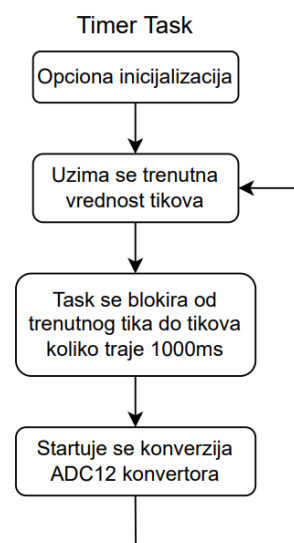 Timer Task
Opciona inicijalizacija
Uzima se trenutna
vrednost tikova
Task se blokira od
trenutnog tika do tikova
koliko traje 1000ms
Startuje se konverzija
ADC12 konvertora